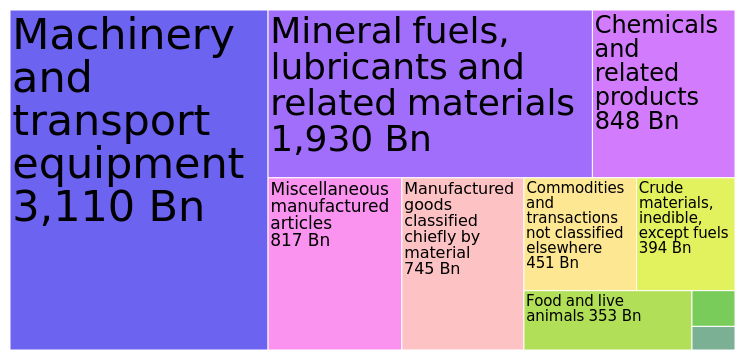 Machinery
and
transport
equipment
3,110 Bn
Mineral fuels,
lubricants and
related materials
1,930 Bn
Chemicals
and
related
products
848 Bn
Miscellaneous
manufactured
articles
817 Bn
Manufactured
goods
classified
chiefly by
material
745 Bn
Commodities
and
transactions
not classified
elsewhere
451 Bn
Crude
materials,
inedible,
except fuels
394 Bn
Food and live
animals 353 Bn